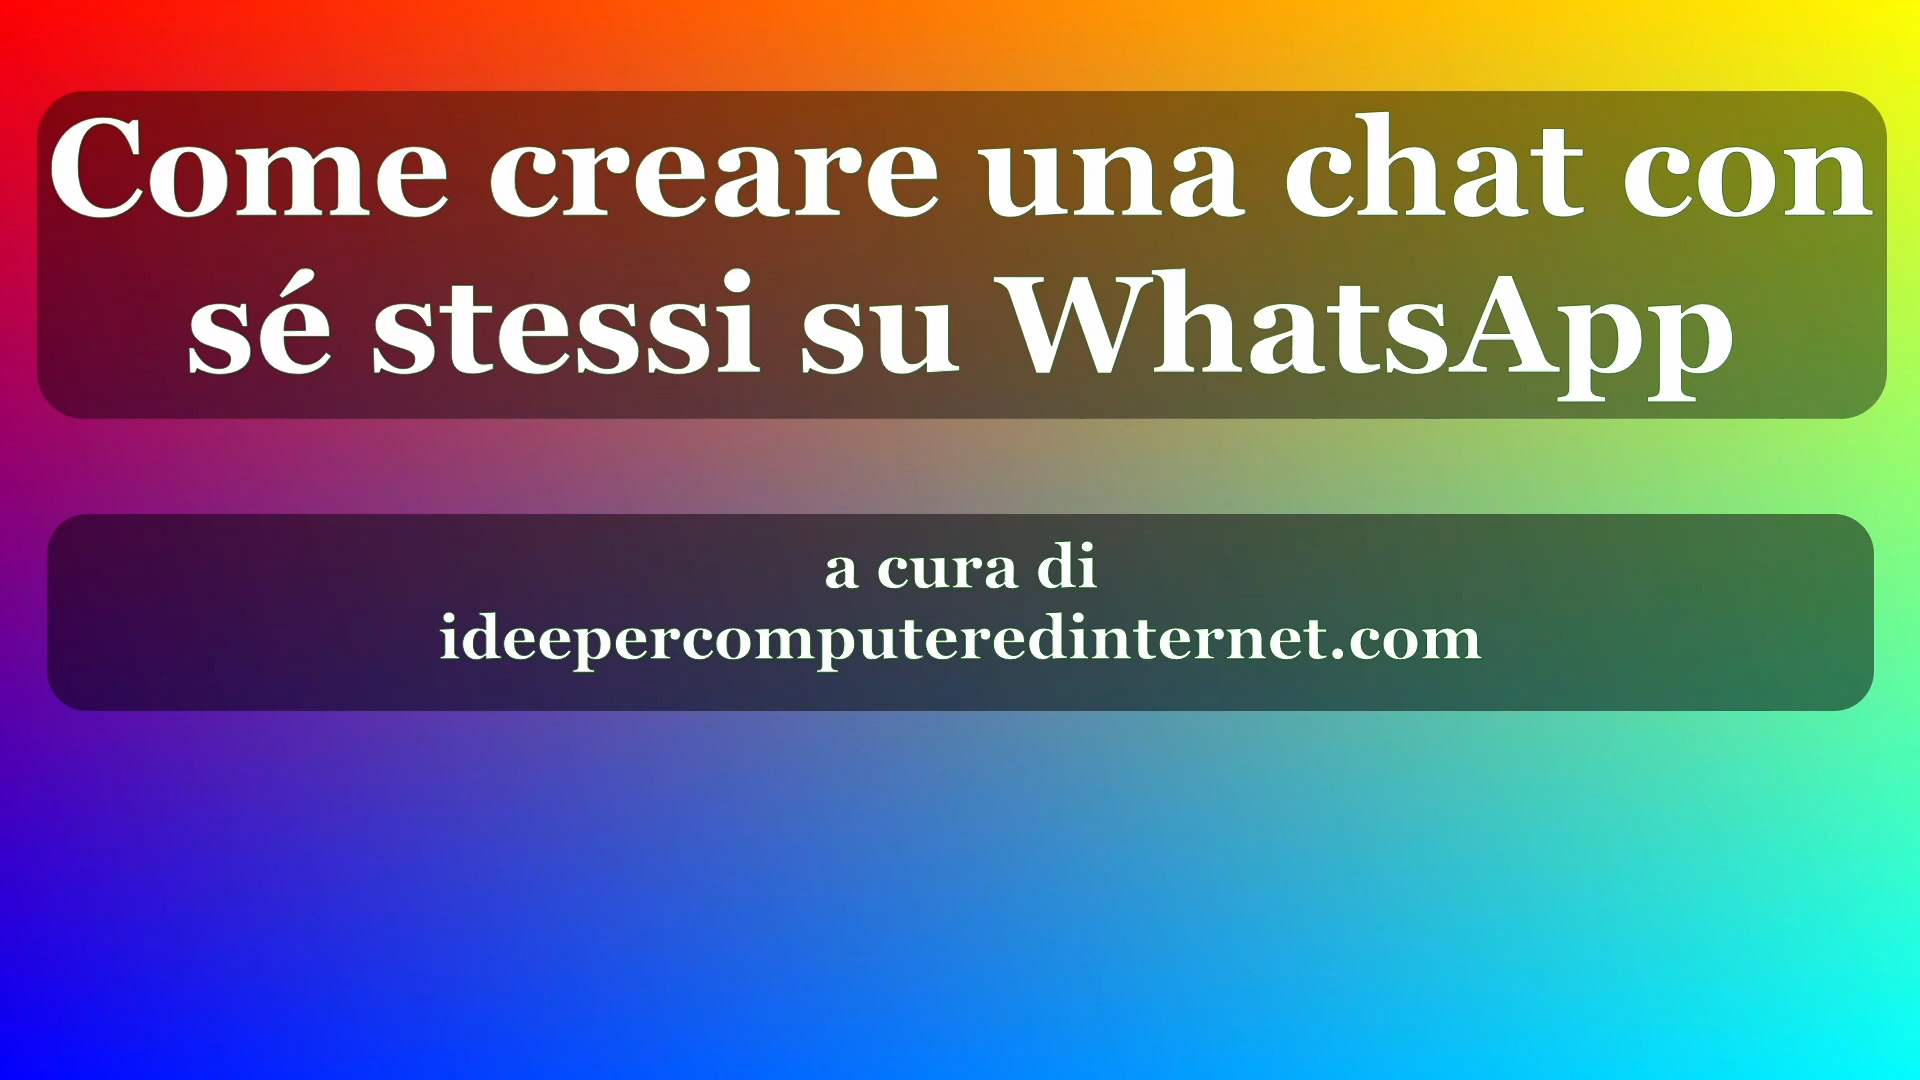 Come creare una chat con
sé stessi su WhatsApp
a cura di
ideepercomputeredinternet.com